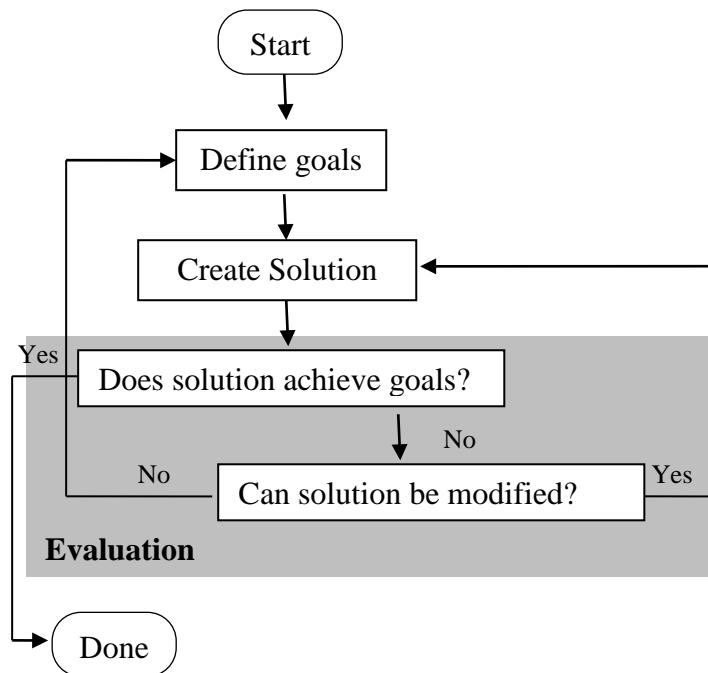 Start
Define goals
Create Solution
Yes
Does solution achieve goals?
No
No
Can solution be modified?
Yes
Evaluation
Done